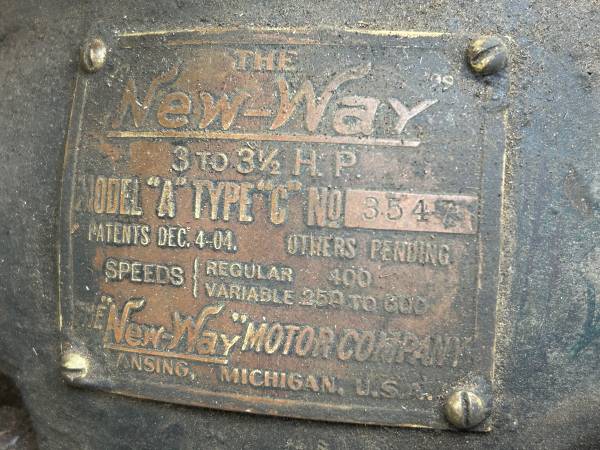 THE
"New-Way"
3 TO 3½ H.P.
MODEL "A" TYPE "C" NO 3547
PATENTS DEC. 4-04. OTHERS PENDING.
SPEEDS { REGULAR 400
VARIABLE 250 TO 600
THE "New-Way" MOTOR COMPANY
LANSING, MICHIGAN, U.S.A.